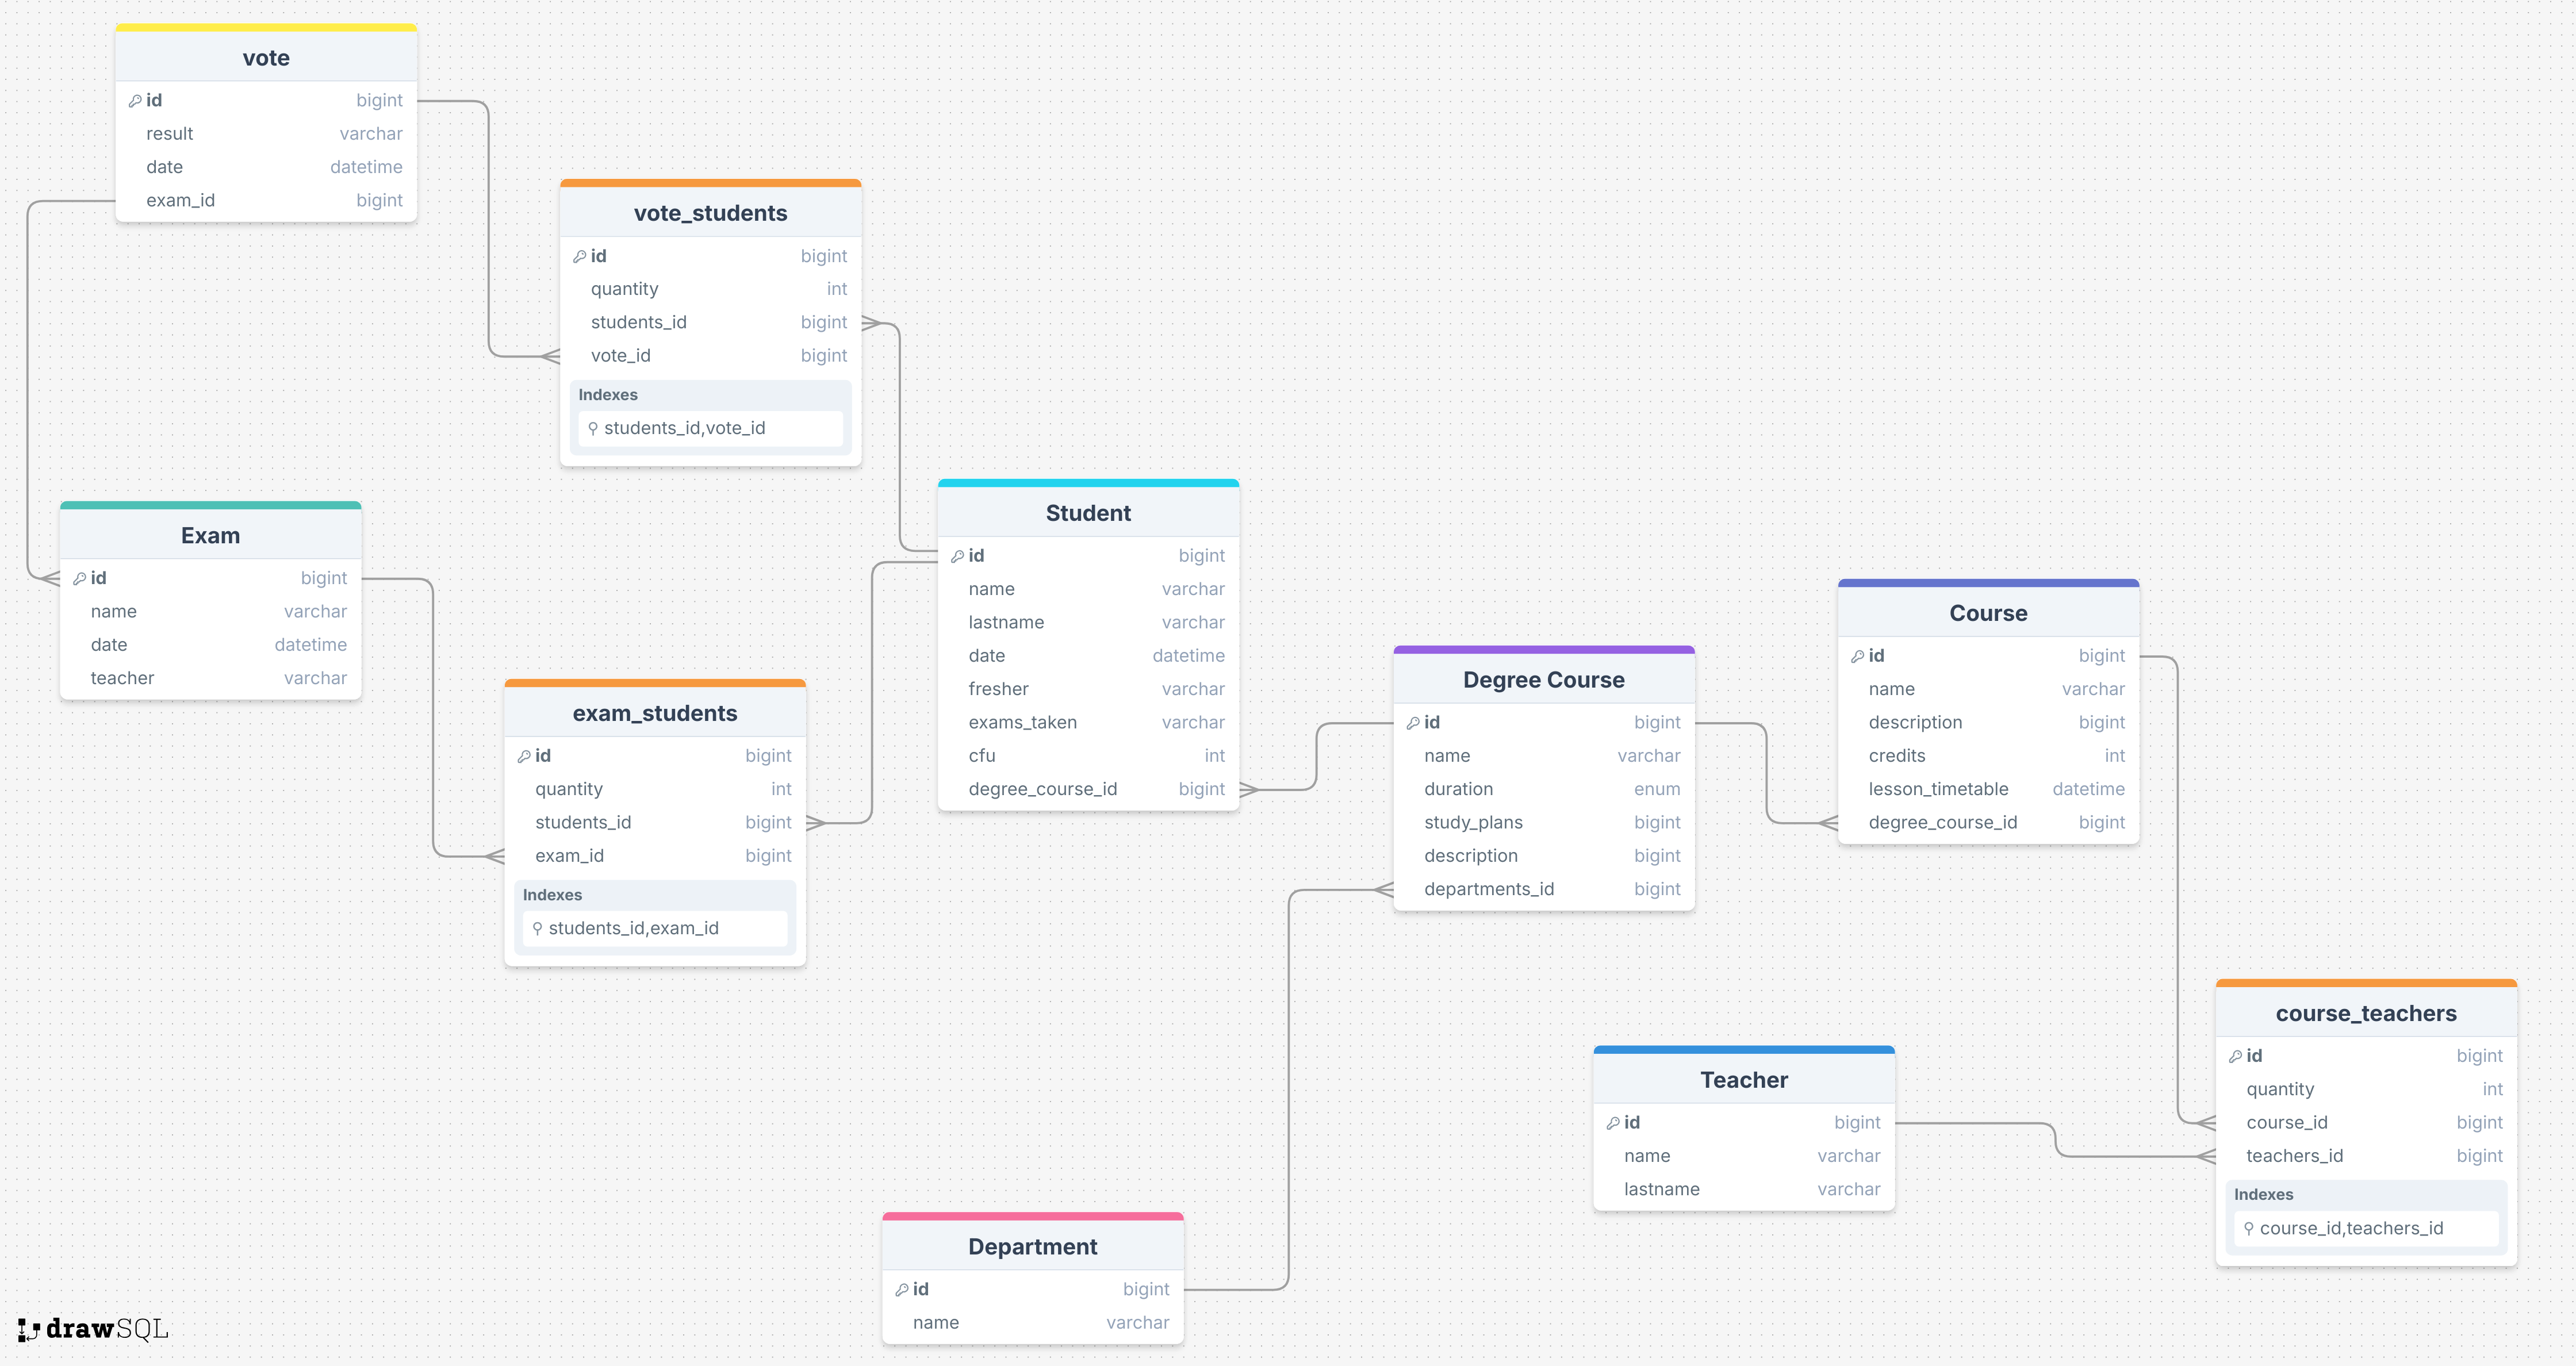 vote
id bigint
result varchar
date datetime
exam_id bigint
vote_students
id bigint
quantity int
students_id bigint
vote_id bigint
Indexes
students_id,vote_id
Exam
id bigint
name varchar
date datetime
teacher varchar
exam_students
id bigint
quantity int
students_id bigint
exam_id bigint
Indexes
students_id,exam_id
Student
id bigint
name varchar
lastname varchar
date datetime
fresher varchar
exams_taken varchar
cfu int
degree_course_id bigint
Degree Course
id bigint
name varchar
duration enum
study_plans bigint
description bigint
departments_id bigint
Course
id bigint
name varchar
description bigint
credits int
lesson_timetable datetime
degree_course_id bigint
course_teachers
id bigint
quantity int
course_id bigint
teachers_id bigint
Indexes
course_id,teachers_id
Teacher
id bigint
name varchar
lastname varchar
Department
id bigint
name varchar
drawSQL